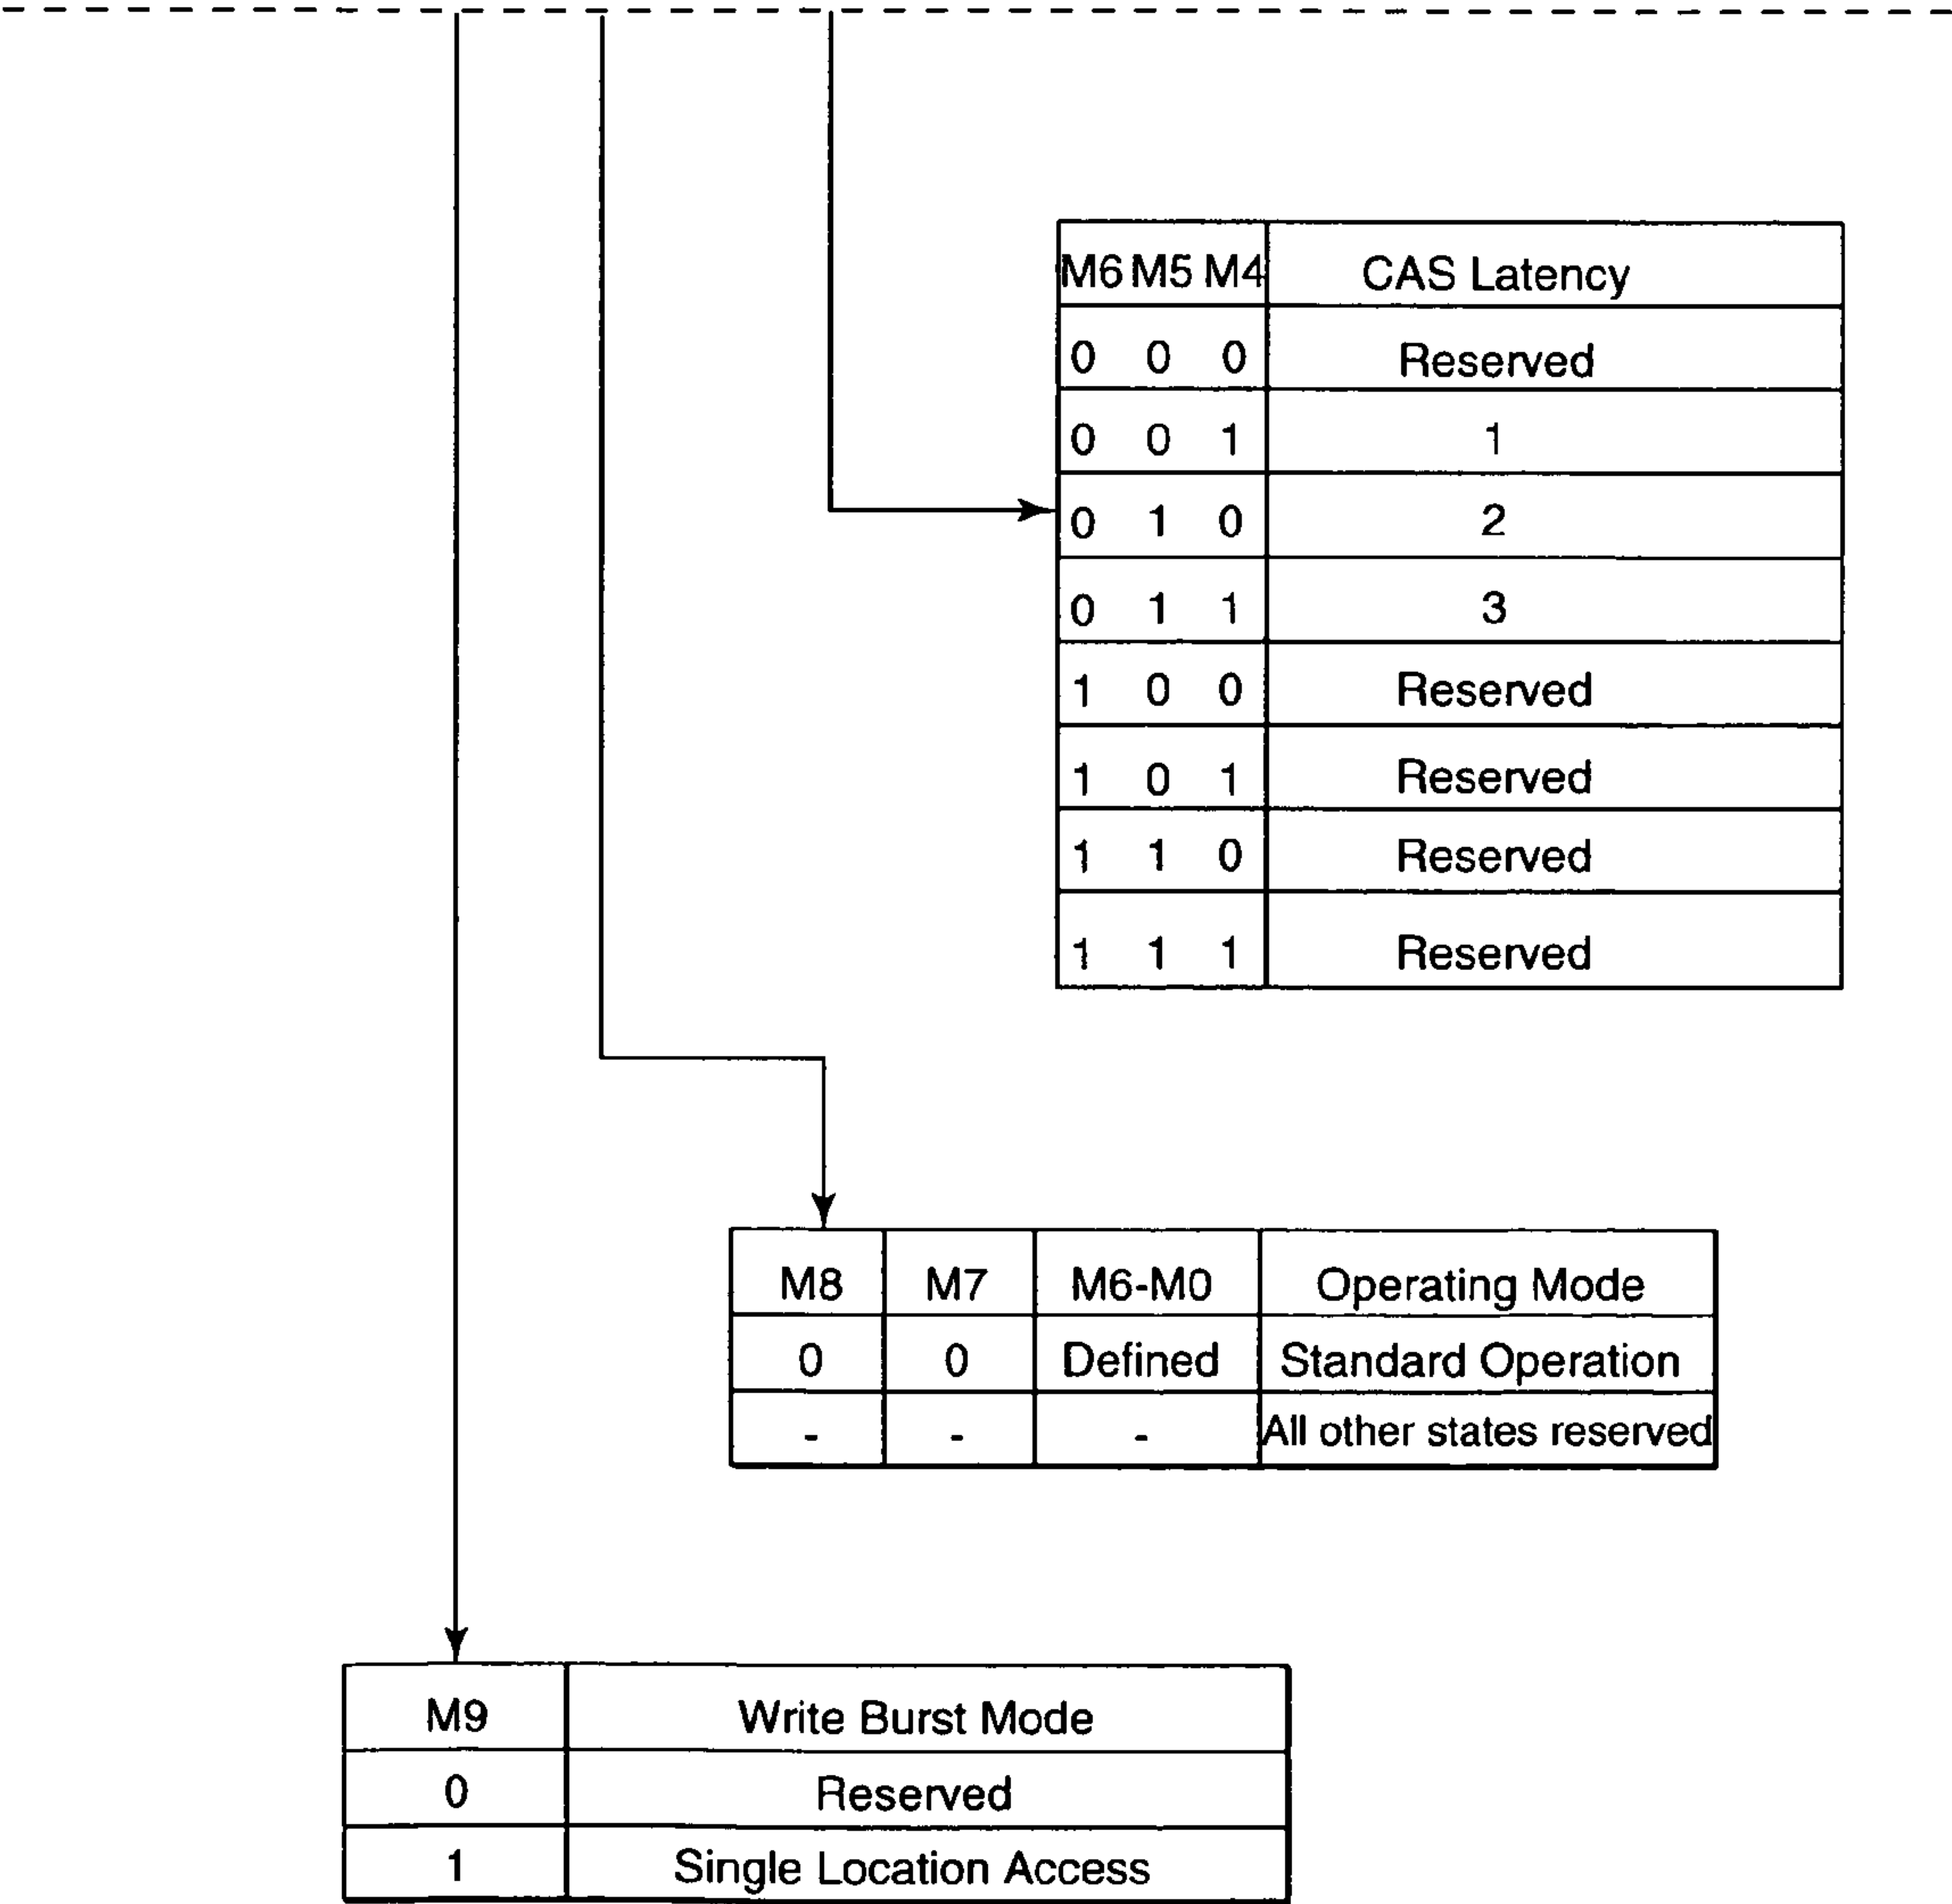 M6 M5 M4 CAS Latency
0 0 0 Reserved
0 0 1 1
0 1 0 2
0 1 1 3
1 0 0 Reserved
1 0 1 Reserved
1 1 0 Reserved
1 1 1 Reserved
M8 M7 M6-M0 Operating Mode
0 0 Defined Standard Operation
- - - All other states reserved
M9 Write Burst Mode
0 Reserved
1 Single Location Access